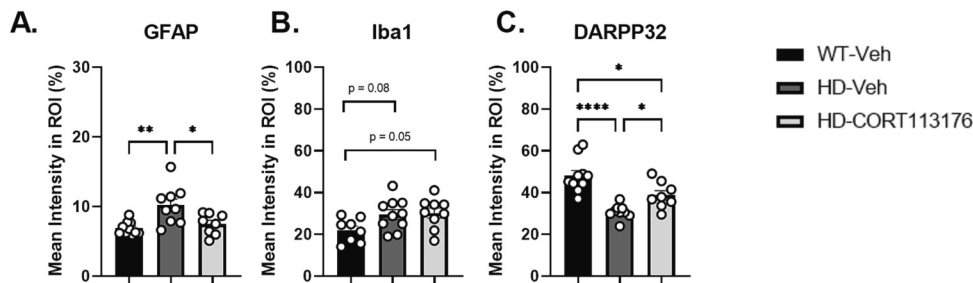 A.
GFAP
Mean Intensity in ROI (%)
30
20
10
0
**
*
B.
Iba1
Mean Intensity in ROI (%)
100
80
60
40
20
0
p = 0.08
p = 0.05
C.
DARPP32
Mean Intensity in ROI (%)
100
80
60
40
20
0
*
****
*
WT-Veh
HD-Veh
HD-CORT113176